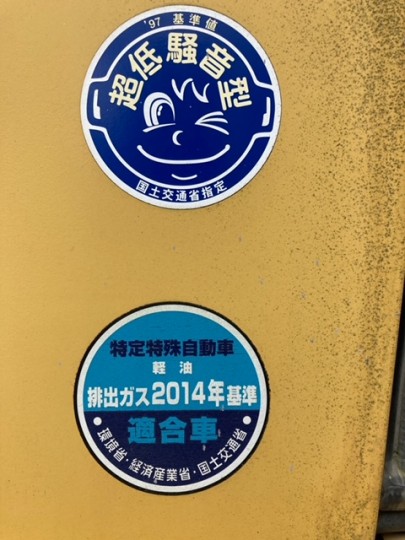 '97 基準値
超低騒音型
国土交通省指定
特定特殊自動車
軽 油
排出ガス2014年基準
適合車
・環境省・経済産業省・国土交通省・